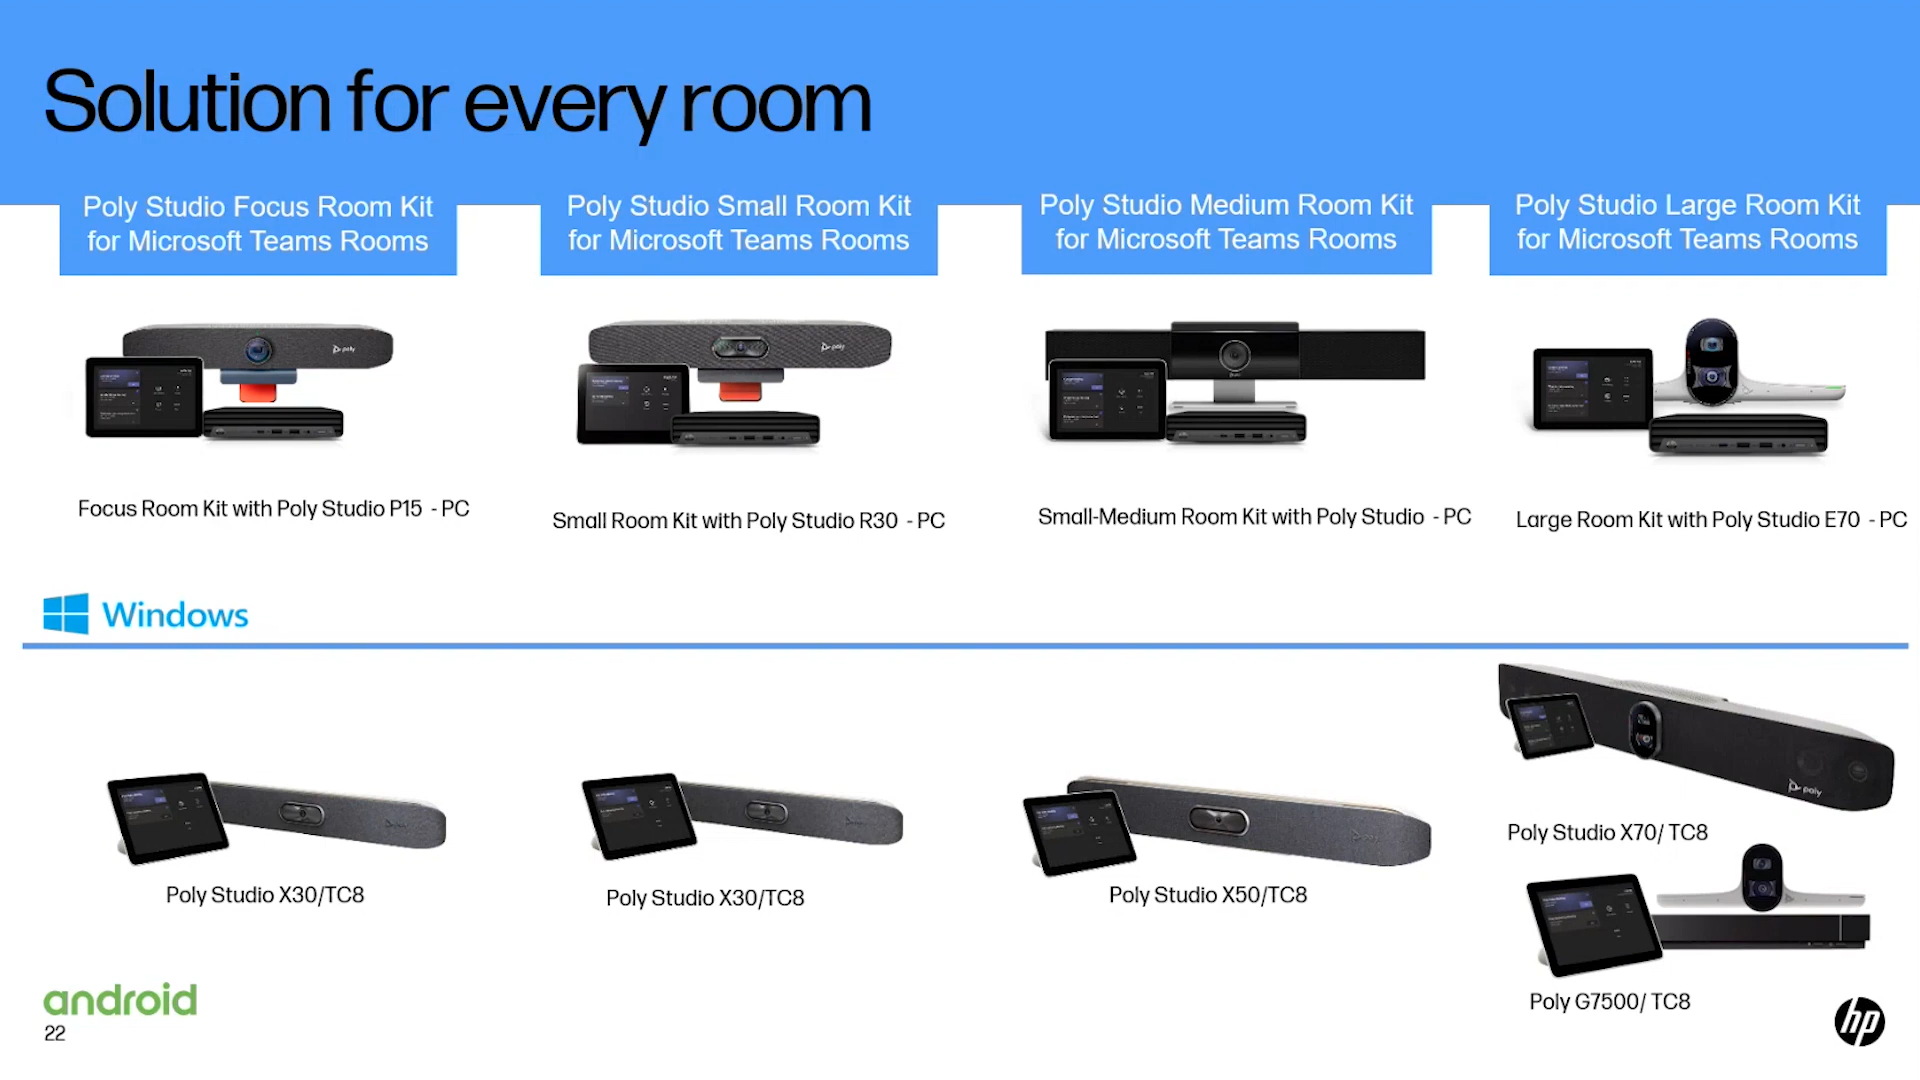 Solution for every room
Poly Studio Focus Room Kit
for Microsoft Teams Rooms
Poly Studio Small Room Kit
for Microsoft Teams Rooms
Poly Studio Medium Room Kit
for Microsoft Teams Rooms
Poly Studio Large Room Kit
for Microsoft Teams Rooms
poly
poly
Focus Room Kit with Poly Studio P15 - PC
Small Room Kit with Poly Studio R30 - PC
Small-Medium Room Kit with Poly Studio - PC
Large Room Kit with Poly Studio E70 - PC
Windows
poly
Poly Studio X30/TC8
Poly Studio X30/TC8
Poly Studio X50/TC8
Poly Studio X70/ TC8
Poly G7500/ TC8
android
22
hp